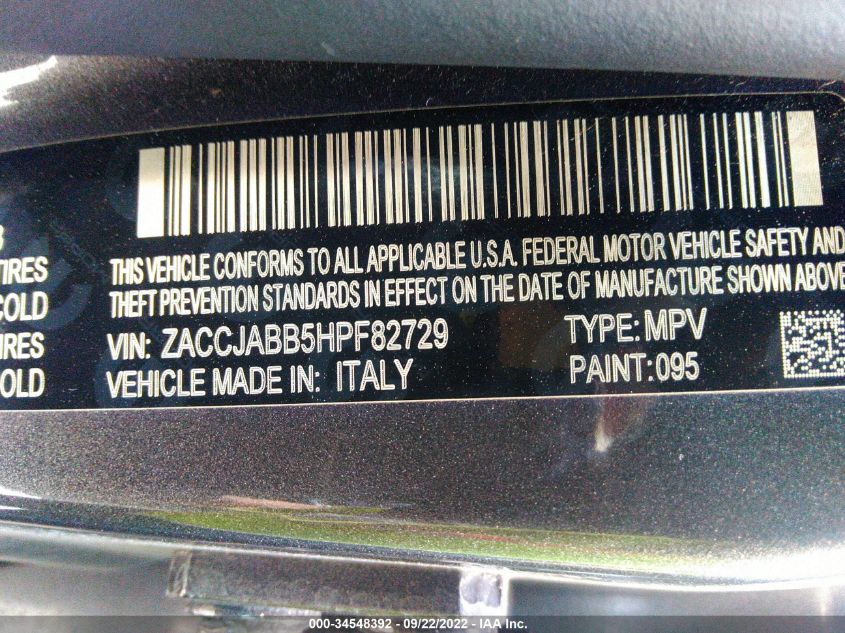 THIS VEHICLE CONFORMS TO ALL APPLICABLE U.S.A. FEDERAL MOTOR VEHICLE SAFETY AND
TIRES
THEFT PREVENTION STANDARDS IN EFFECT ON THE DATE OF MANUFACTURE SHOWN ABOVE
COLD
VIN: ZACCJABB5HPF82729 TYPE: MPV
IRES
VEHICLE MADE IN: ITALY PAINT:095
OLD
000-34548392 - 09/22/2022 - © IAA Inc.